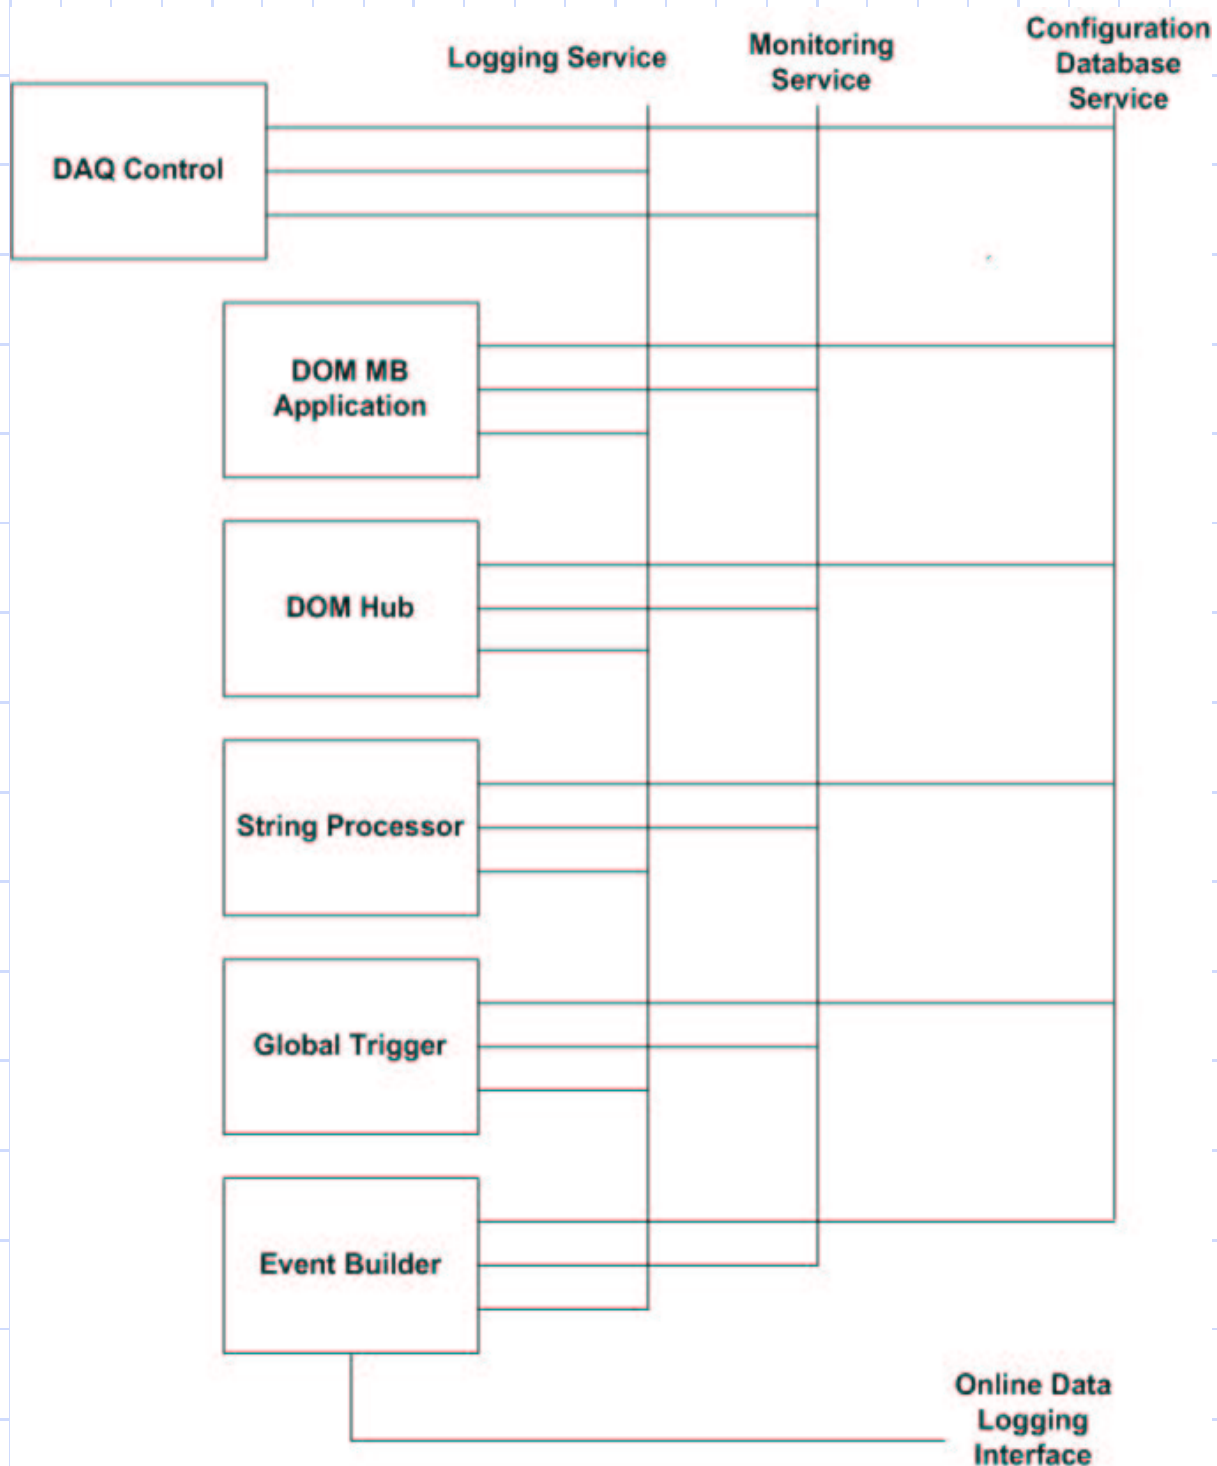 Logging Service
Monitoring
Service
Configuration
Database
Service
DAQ Control
DOM MB
Application
DOM Hub
String Processor
Global Trigger
Event Builder
Online Data
Logging
Interface